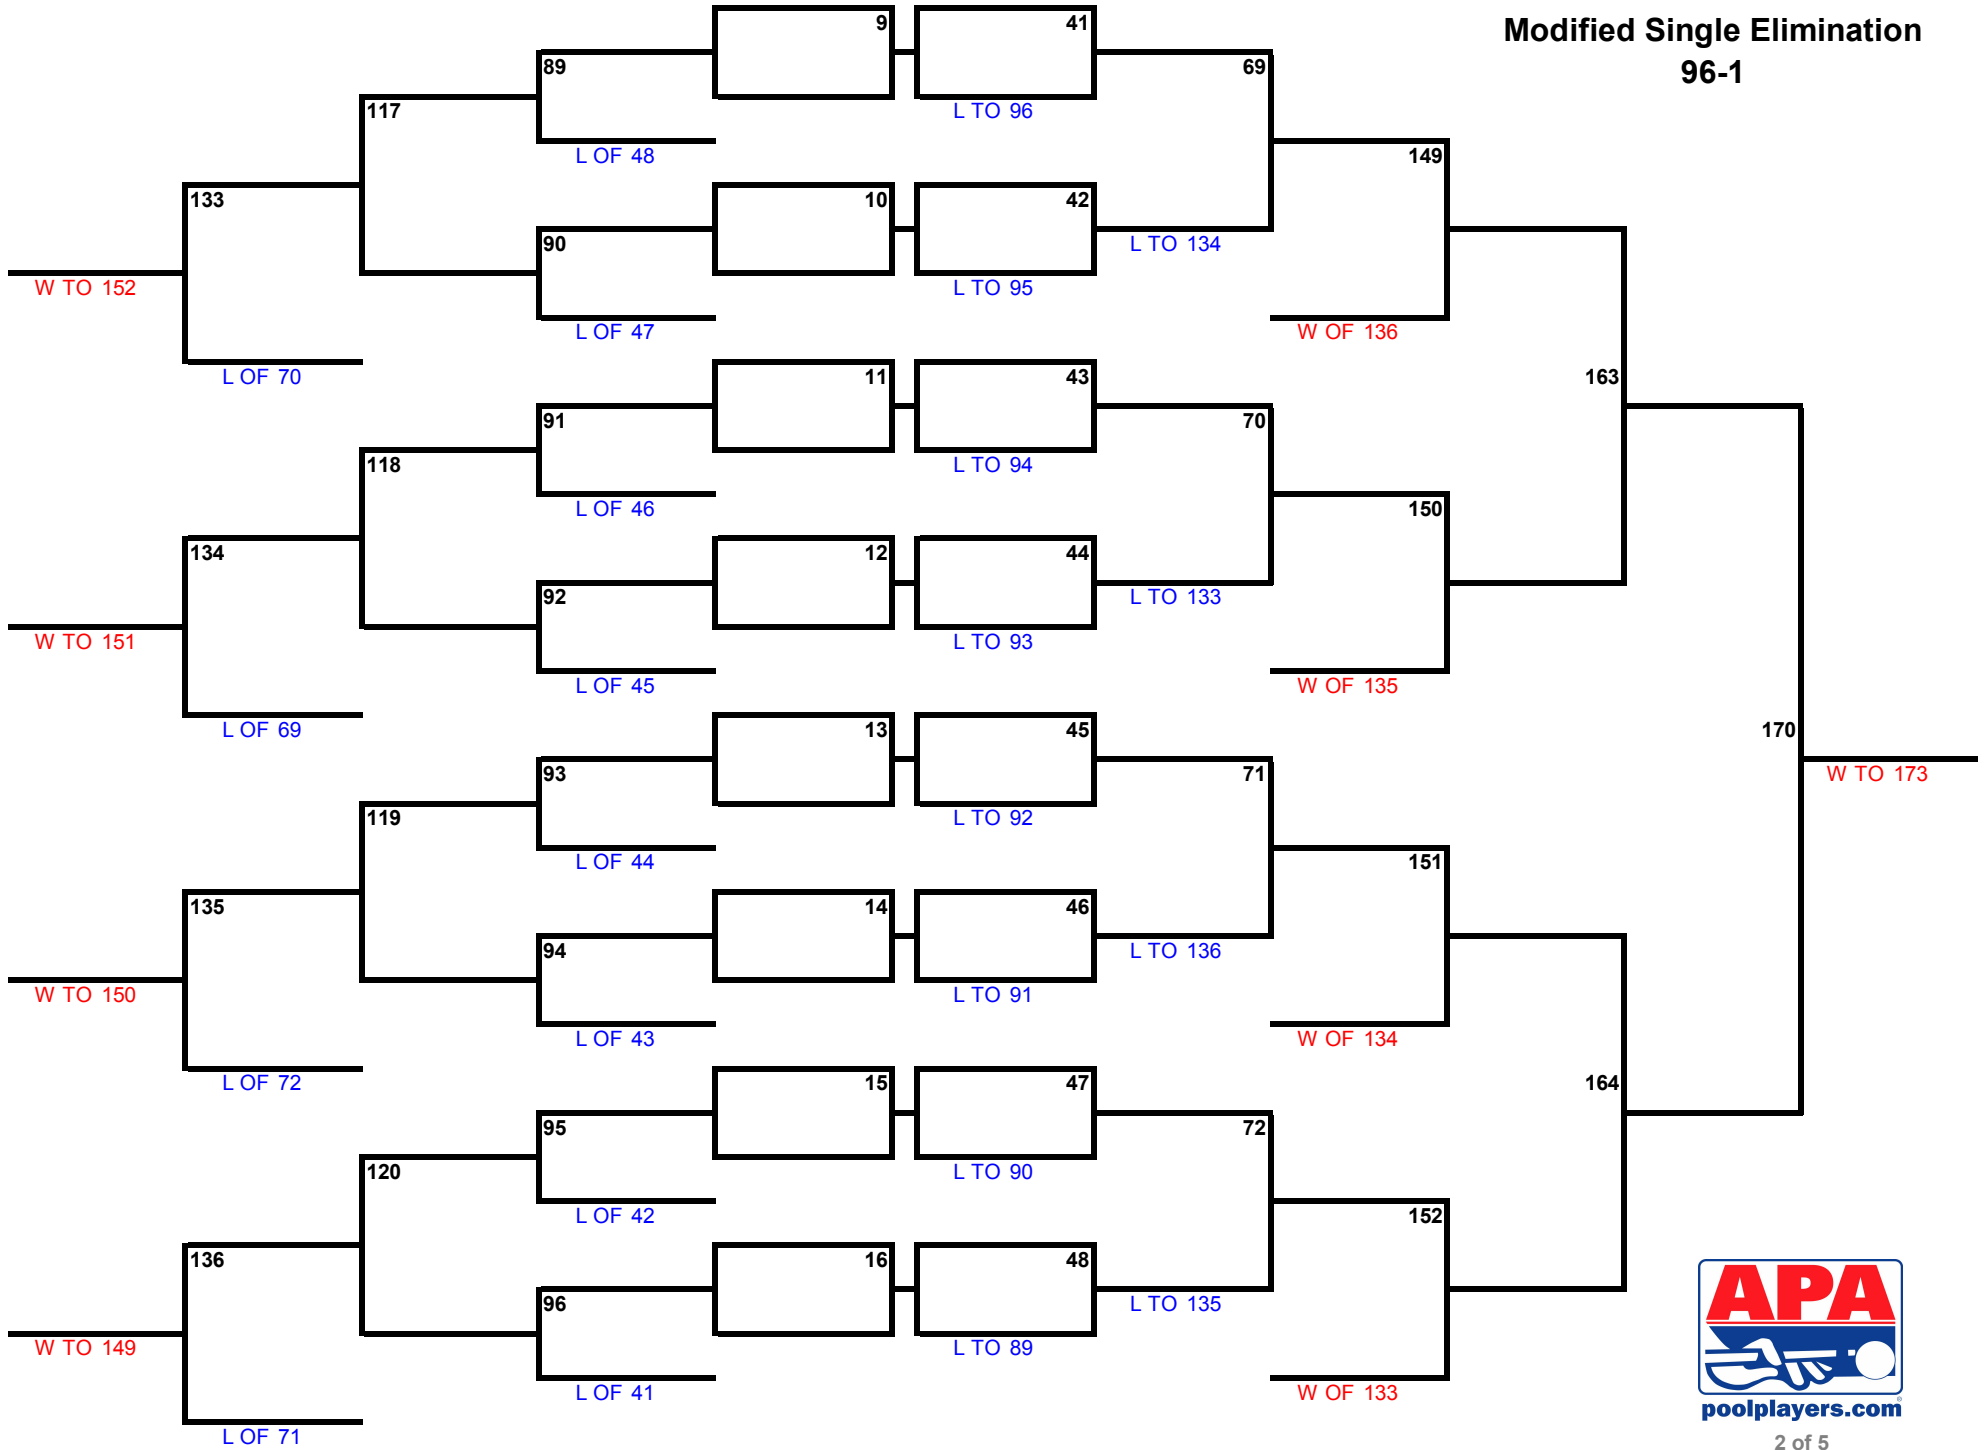 Modified Single Elimination
96-1
9 41
89 69
117 L TO 96
L OF 48 149
133 10 42
90 L TO 134
W TO 152 L TO 95
L OF 47 W OF 136
L OF 70 11 43 163
91 70
118 L TO 94
L OF 46 150
134 12 44
92 L TO 133
W TO 151 L TO 93
L OF 45 W OF 135
L OF 69 13 45 170
93 71 W TO 173
119 L TO 92
L OF 44 151
135 14 46
94 L TO 136
W TO 150 L TO 91
L OF 43 W OF 134
L OF 72 15 47 164
95 72
120 L TO 90
L OF 42 152
136 16 48
96 L TO 135
W TO 149 L TO 89
L OF 41 W OF 133
L OF 71
APA
poolplayers.com
2 of 5